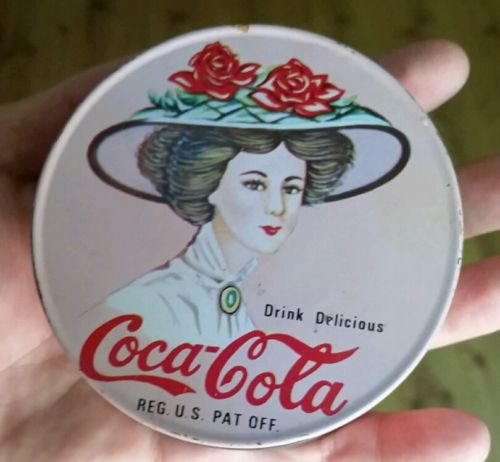 Drink Delicious
Coca-Cola
REG. U.S. PAT OFF.